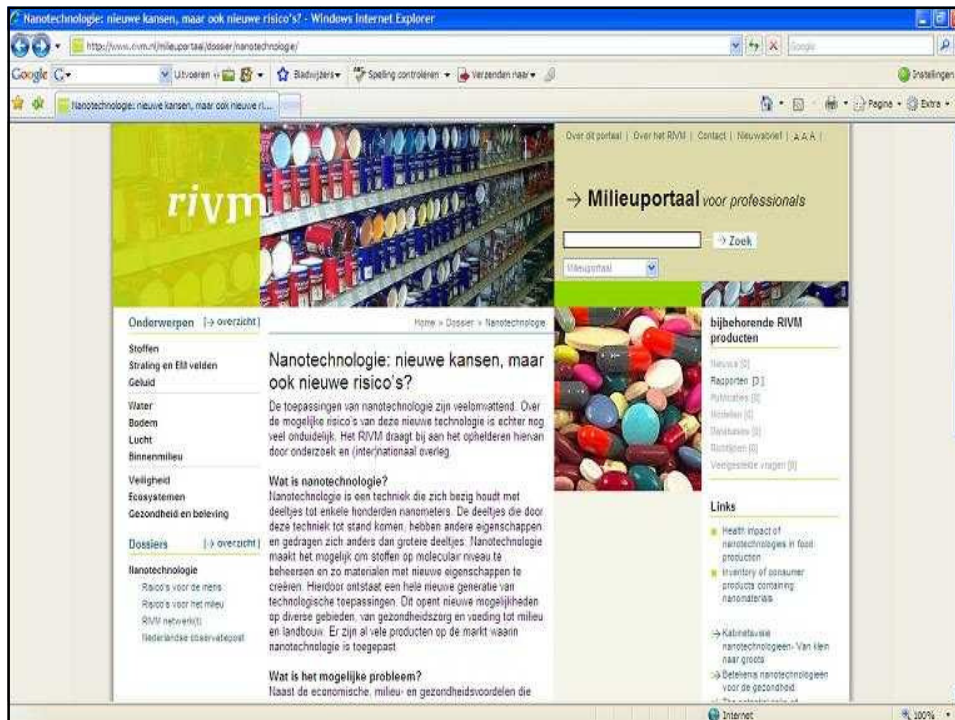 Nanotechnologie: nieuwe kansen, maar ook nieuwe risico's? - Windows Internet Explorer
http://www.rivm.nl/milieuportaal/dossier/nanotechnologie/
Google
Google
Uitvoeren
Bladwijzers
Spelling controleren
Verzenden naar
Instellingen
Nanotechnologie: nieuwe kansen, maar ook nieuwe ri...
Pagina
Extra
Over dit portaal | Over het RIVM | Contact | Nieuwsbrief | A A A |
rivm
→ Milieuportaal voor professionals
→ Zoek
Milieuportaal
Onderwerpen [→ overzicht]
Stoffen
Straling en EM velden
Geluid
Water
Bodem
Lucht
Binnenmilieu
Veiligheid
Ecosystemen
Gezondheid en beleving
Dossiers [→ overzicht]
Nanotechnologie
Risico's voor de mens
Risico's voor het milieu
RIVM netwerk(t)
Nederlandse observatiepost
Home » Dossier » Nanotechnologie
Nanotechnologie: nieuwe kansen, maar
ook nieuwe risico's?
De toepassingen van nanotechnologie zijn veelomvattend. Over
de mogelijke risico's van deze nieuwe technologie is echter nog
veel onduidelijk. Het RIVM draagt bij aan het ophelderen hiervan
door onderzoek en (inter)nationaal overleg.
Wat is nanotechnologie?
Nanotechnologie is een techniek die zich bezig houdt met
deeltjes tot enkele honderden nanometers. De deeltjes die door
deze techniek tot stand komen, hebben andere eigenschappen
en gedragen zich anders dan grotere deeltjes. Nanotechnologie
maakt het mogelijk om stoffen op moleculair niveau te
beheersen en zo materialen met nieuwe eigenschappen te
creëren. Hierdoor ontstaat een hele nieuwe generatie van
technologische toepassingen. Dit opent nieuwe mogelijkheden
op diverse gebieden, van gezondheidszorg en voeding tot milieu
en landbouw. Er zijn al vele producten op de markt waarin
nanotechnologie is toegepast.
Wat is het mogelijke probleem?
Naast de economische, milieu- en gezondheidsvoordelen die
bijbehorende RIVM
producten
Nieuws [0]
Rapporten [3]
Publicaties [0]
Modellen [0]
Databases [0]
Richtlijnen [0]
Veelgestelde vragen [0]
Links
Health impact of
nanotechnologies in food
production
Inventory of consumer
products containing
nanomaterials
→ Kabinetsvisie
nanotechnologieen- Van klein
naar groots
→ Betekenis nanotechnologieen
voor de gezondheid
Internet
100%